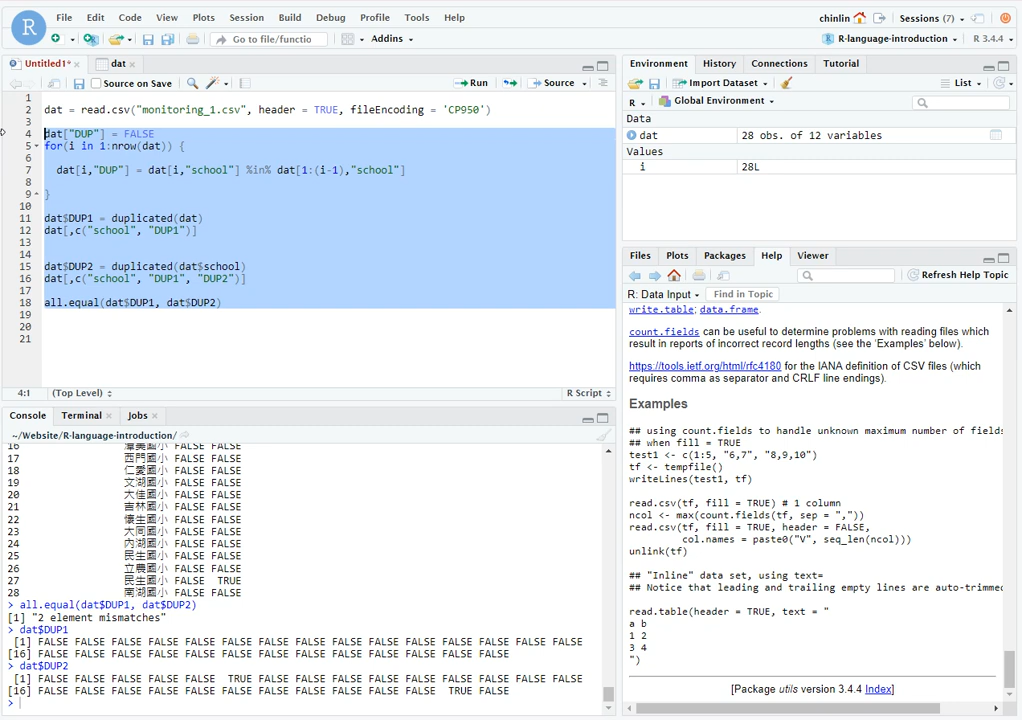 File Edit Code View Plots Session Build Debug Profile Tools Help
chinlin
Sessions (7)
Go to file/functio
Addins
R-language-introduction
R 3.4.4
Untitled1* × dat ×
Source on Save
Run
Source
1
2 dat = read.csv("monitoring_1.csv", header = TRUE, fileEncoding = 'CP950')
3
4 dat["DUP"] = FALSE
5 for(i in 1:nrow(dat)) {
6
7 dat[i,"DUP"] = dat[i,"school"] %in% dat[1:(i-1),"school"]
8
9 }
10
11 dat$DUP1 = duplicated(dat)
12 dat[,c("school", "DUP1")]
13
14
15 dat$DUP2 = duplicated(dat$school)
16 dat[,c("school", "DUP1", "DUP2")]
17
18 all.equal(dat$DUP1, dat$DUP2)
19
20
21
4:1 (Top Level) R Script
Console Terminal × Jobs ×
~/Website/R-language-introduction/
16 潭美國小 FALSE FALSE
17 西門國小 FALSE FALSE
18 仁愛國小 FALSE FALSE
19 文湖國小 FALSE FALSE
20 大佳國小 FALSE FALSE
21 吉林國小 FALSE FALSE
22 懷生國小 FALSE FALSE
23 大同國小 FALSE FALSE
24 內湖國小 FALSE FALSE
25 民生國小 FALSE FALSE
26 立農國小 FALSE FALSE
27 民生國小 FALSE TRUE
28 南湖國小 FALSE FALSE
> all.equal(dat$DUP1, dat$DUP2)
[1] "2 element mismatches"
> dat$DUP1
[1] FALSE FALSE FALSE FALSE FALSE FALSE FALSE FALSE FALSE FALSE FALSE FALSE FALSE FALSE FALSE
[16] FALSE FALSE FALSE FALSE FALSE FALSE FALSE FALSE FALSE FALSE FALSE FALSE FALSE
> dat$DUP2
[1] FALSE FALSE FALSE FALSE FALSE TRUE FALSE FALSE FALSE FALSE FALSE FALSE FALSE FALSE FALSE
[16] FALSE FALSE FALSE FALSE FALSE FALSE FALSE FALSE FALSE FALSE FALSE TRUE FALSE
>
Environment History Connections Tutorial
Import Dataset
List
R
Global Environment
Data
dat 28 obs. of 12 variables
Values
i 28L
Files Plots Packages Help Viewer
Refresh Help Topic
R: Data Input
Find in Topic
write.table; data.frame.
count.fields can be useful to determine problems with reading files which
result in reports of incorrect record lengths (see the ‘Examples’ below).
https://tools.ietf.org/html/rfc4180 for the IANA definition of CSV files (which
requires comma as separator and CRLF line endings).
Examples
## using count.fields to handle unknown maximum number of fields
## when fill = TRUE
test1 <- c(1:5, "6,7", "8,9,10")
tf <- tempfile()
writeLines(test1, tf)
read.csv(tf, fill = TRUE) # 1 column
ncol <- max(count.fields(tf, sep = ","))
read.csv(tf, fill = TRUE, header = FALSE,
col.names = paste0("V", seq_len(ncol)))
unlink(tf)
## "Inline" data set, using text=
## Notice that leading and trailing empty lines are auto-trimmed
read.table(header = TRUE, text = "
a b
1 2
3 4
")
[Package utils version 3.4.4 Index]